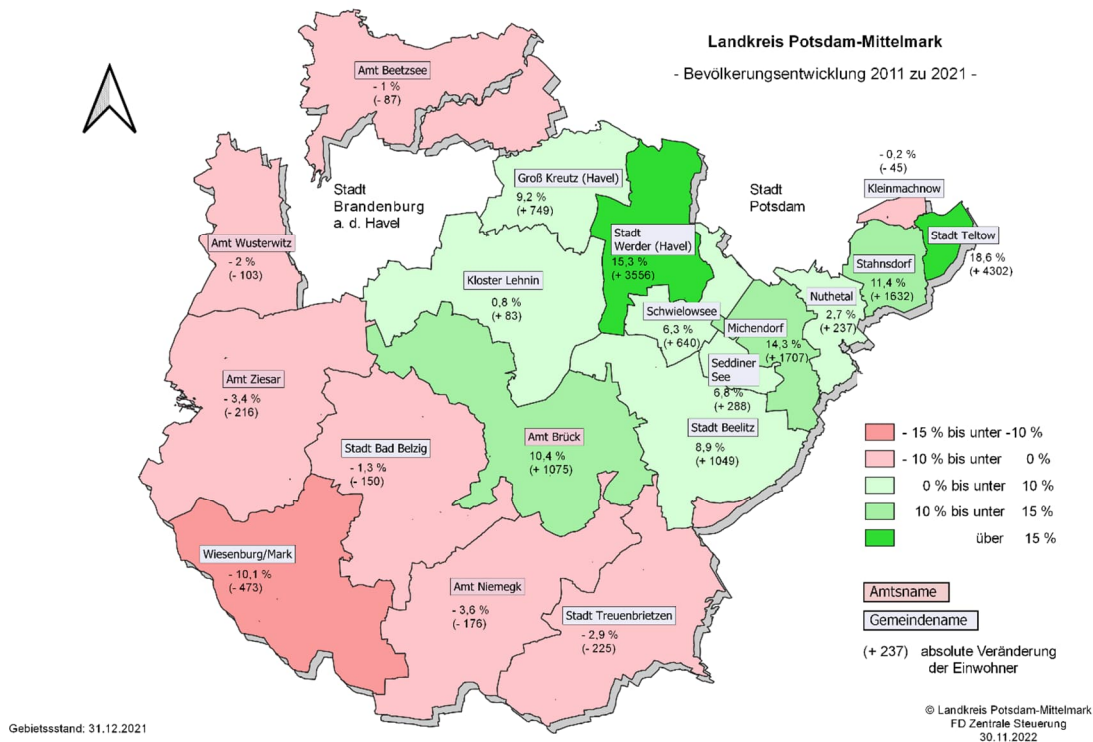 Landkreis Potsdam-Mittelmark
- Bevölkerungsentwicklung 2011 zu 2021 -
Amt Beetzsee
- 1 %
(- 87)
Stadt
Brandenburg
a. d. Havel
Groß Kreutz (Havel)
9,2 %
(+ 749)
Stadt
Potsdam
- 0,2 %
(- 45)
Kleinmachnow
Stadt Teltow
18,6 %
(+ 4302)
Amt Wusterwitz
- 2 %
(- 103)
Stadt
Werder (Havel)
15,3 %
(+ 3556)
Stahnsdorf
11,4 %
(+ 1632)
Kloster Lehnin
0,8 %
(+ 83)
Schwielowsee
6,3 %
(+ 640)
Nuthetal
2,7 %
(+ 237)
Michendorf
14,3 %
(+ 1707)
Seddiner
See
6,8 %
(+ 288)
Amt Ziesar
- 3,4 %
(- 216)
Stadt Beelitz
8,9 %
(+ 1049)
Amt Brück
10,4 %
(+ 1075)
Stadt Bad Belzig
- 1,3 %
(- 150)
Wiesenburg/Mark
- 10,1 %
(- 473)
Amt Niemegk
- 3,6 %
(- 176)
Stadt Treuenbrietzen
- 2,9 %
(- 225)
- 15 % bis unter -10 %
- 10 % bis unter 0 %
0 % bis unter 10 %
10 % bis unter 15 %
über 15 %
Amtsname
Gemeindename
(+ 237) absolute Veränderung
der Einwohner
Gebietsstand: 31.12.2021
© Landkreis Potsdam-Mittelmark
FD Zentrale Steuerung
30.11.2022